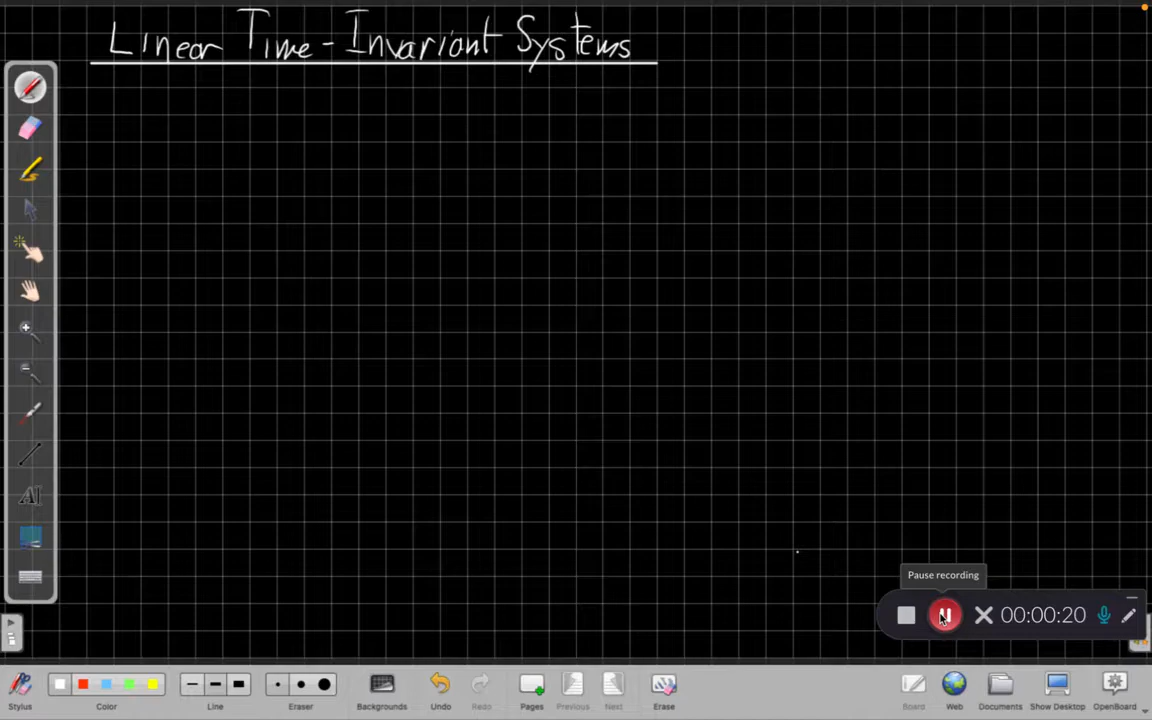 Linear Time-Invariant Systems
AI
Pause recording
00:00:20
Stylus
Color
Line
Eraser
Backgrounds
Undo
Redo
Pages
Previous
Next
Erase
Board
Web
Documents
Show Desktop
OpenBoard